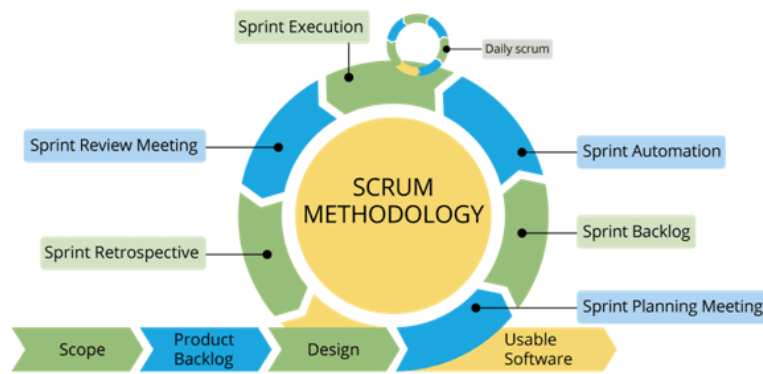 Sprint Execution
Daily scrum
Sprint Review Meeting
Sprint Automation
SCRUM
METHODOLOGY
Sprint Backlog
Sprint Retrospective
Sprint Planning Meeting
Scope
Product
Backlog
Design
Usable
Software